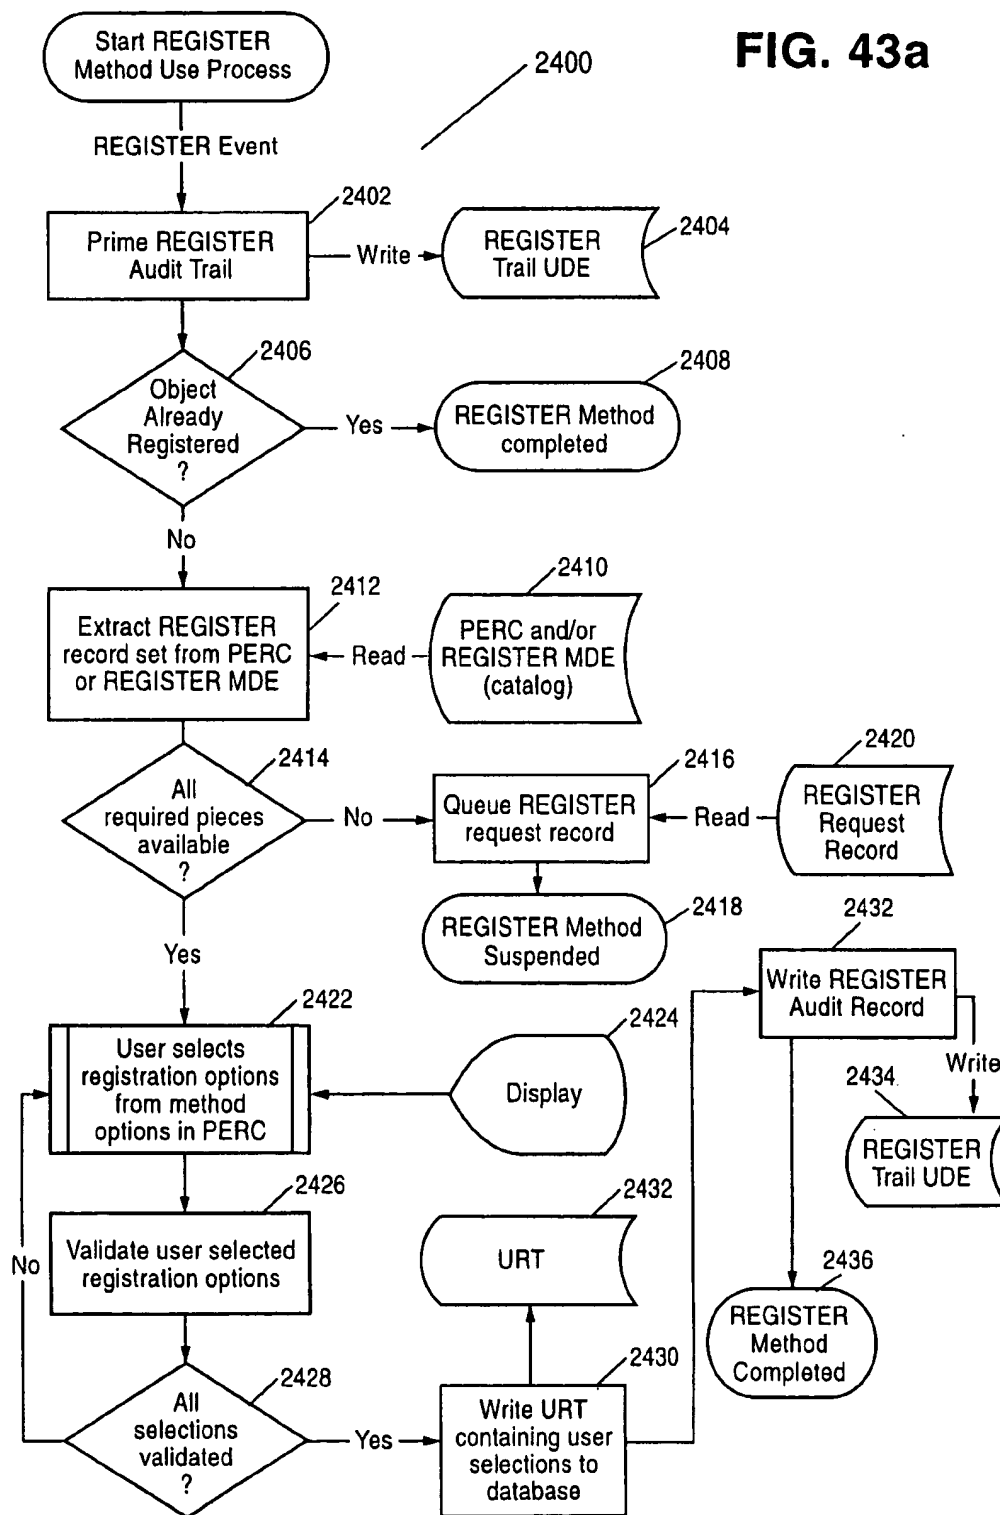 FIG. 43a
Start REGISTER
Method Use Process
2400
REGISTER Event
2402
Prime REGISTER
Audit Trail
Write
REGISTER
Trail UDE
2404
2406
Object
Already
Registered
?
Yes
2408
REGISTER Method
completed
No
2412
Extract REGISTER
record set from PERC
or REGISTER MDE
Read
2410
PERC and/or
REGISTER MDE
(catalog)
2414
All
required pieces
available
?
No
2416
Queue REGISTER
request record
Read
2420
REGISTER
Request
Record
2418
REGISTER Method
Suspended
Yes
2422
User selects
registration options
from method
options in PERC
2424
Display
2426
Validate user selected
registration options
No
2428
All
selections
validated
?
Yes
2430
Write URT
containing user
selections to
database
2432
URT
2432
Write REGISTER
Audit Record
Write
2434
REGISTER
Trail UDE
2436
REGISTER
Method
Completed